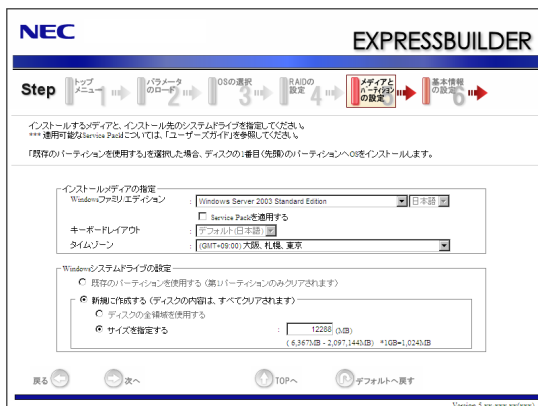 NEC
EXPRESSBUILDER
Step
トップメニュー 1
パラメータのロード 2
OSの選択 3
RAIDの設定 4
メディアとパーティションの設定 5
基本情報の設定 6
インストールするメディアと、インストール先のシステムドライブを指定してください。
*** 適用可能なService Packについては、「ユーザーズガイド」を参照してください。
「既存のパーティションを使用する」を選択した場合、ディスクの1番目(先頭)のパーティションへOSをインストールします。
インストールメディアの指定
Windowsファミリ/エディション : Windows Server 2003 Standard Edition 日本語
Service Packを適用する
キーボードレイアウト : デフォルト(日本語)
タイムゾーン : (GMT+09:00) 大阪、札幌、東京
Windowsシステムドライブの設定
既存のパーティションを使用する (第1パーティションのみクリアされます)
新規に作成する (ディスクの内容は、すべてクリアされます)
ディスクの全領域を使用する
サイズを指定する : 12288 (MB)
(6,367MB - 2,097,144MB) *1GB=1,024MB
戻る 次へ TOPへ デフォルトへ戻す